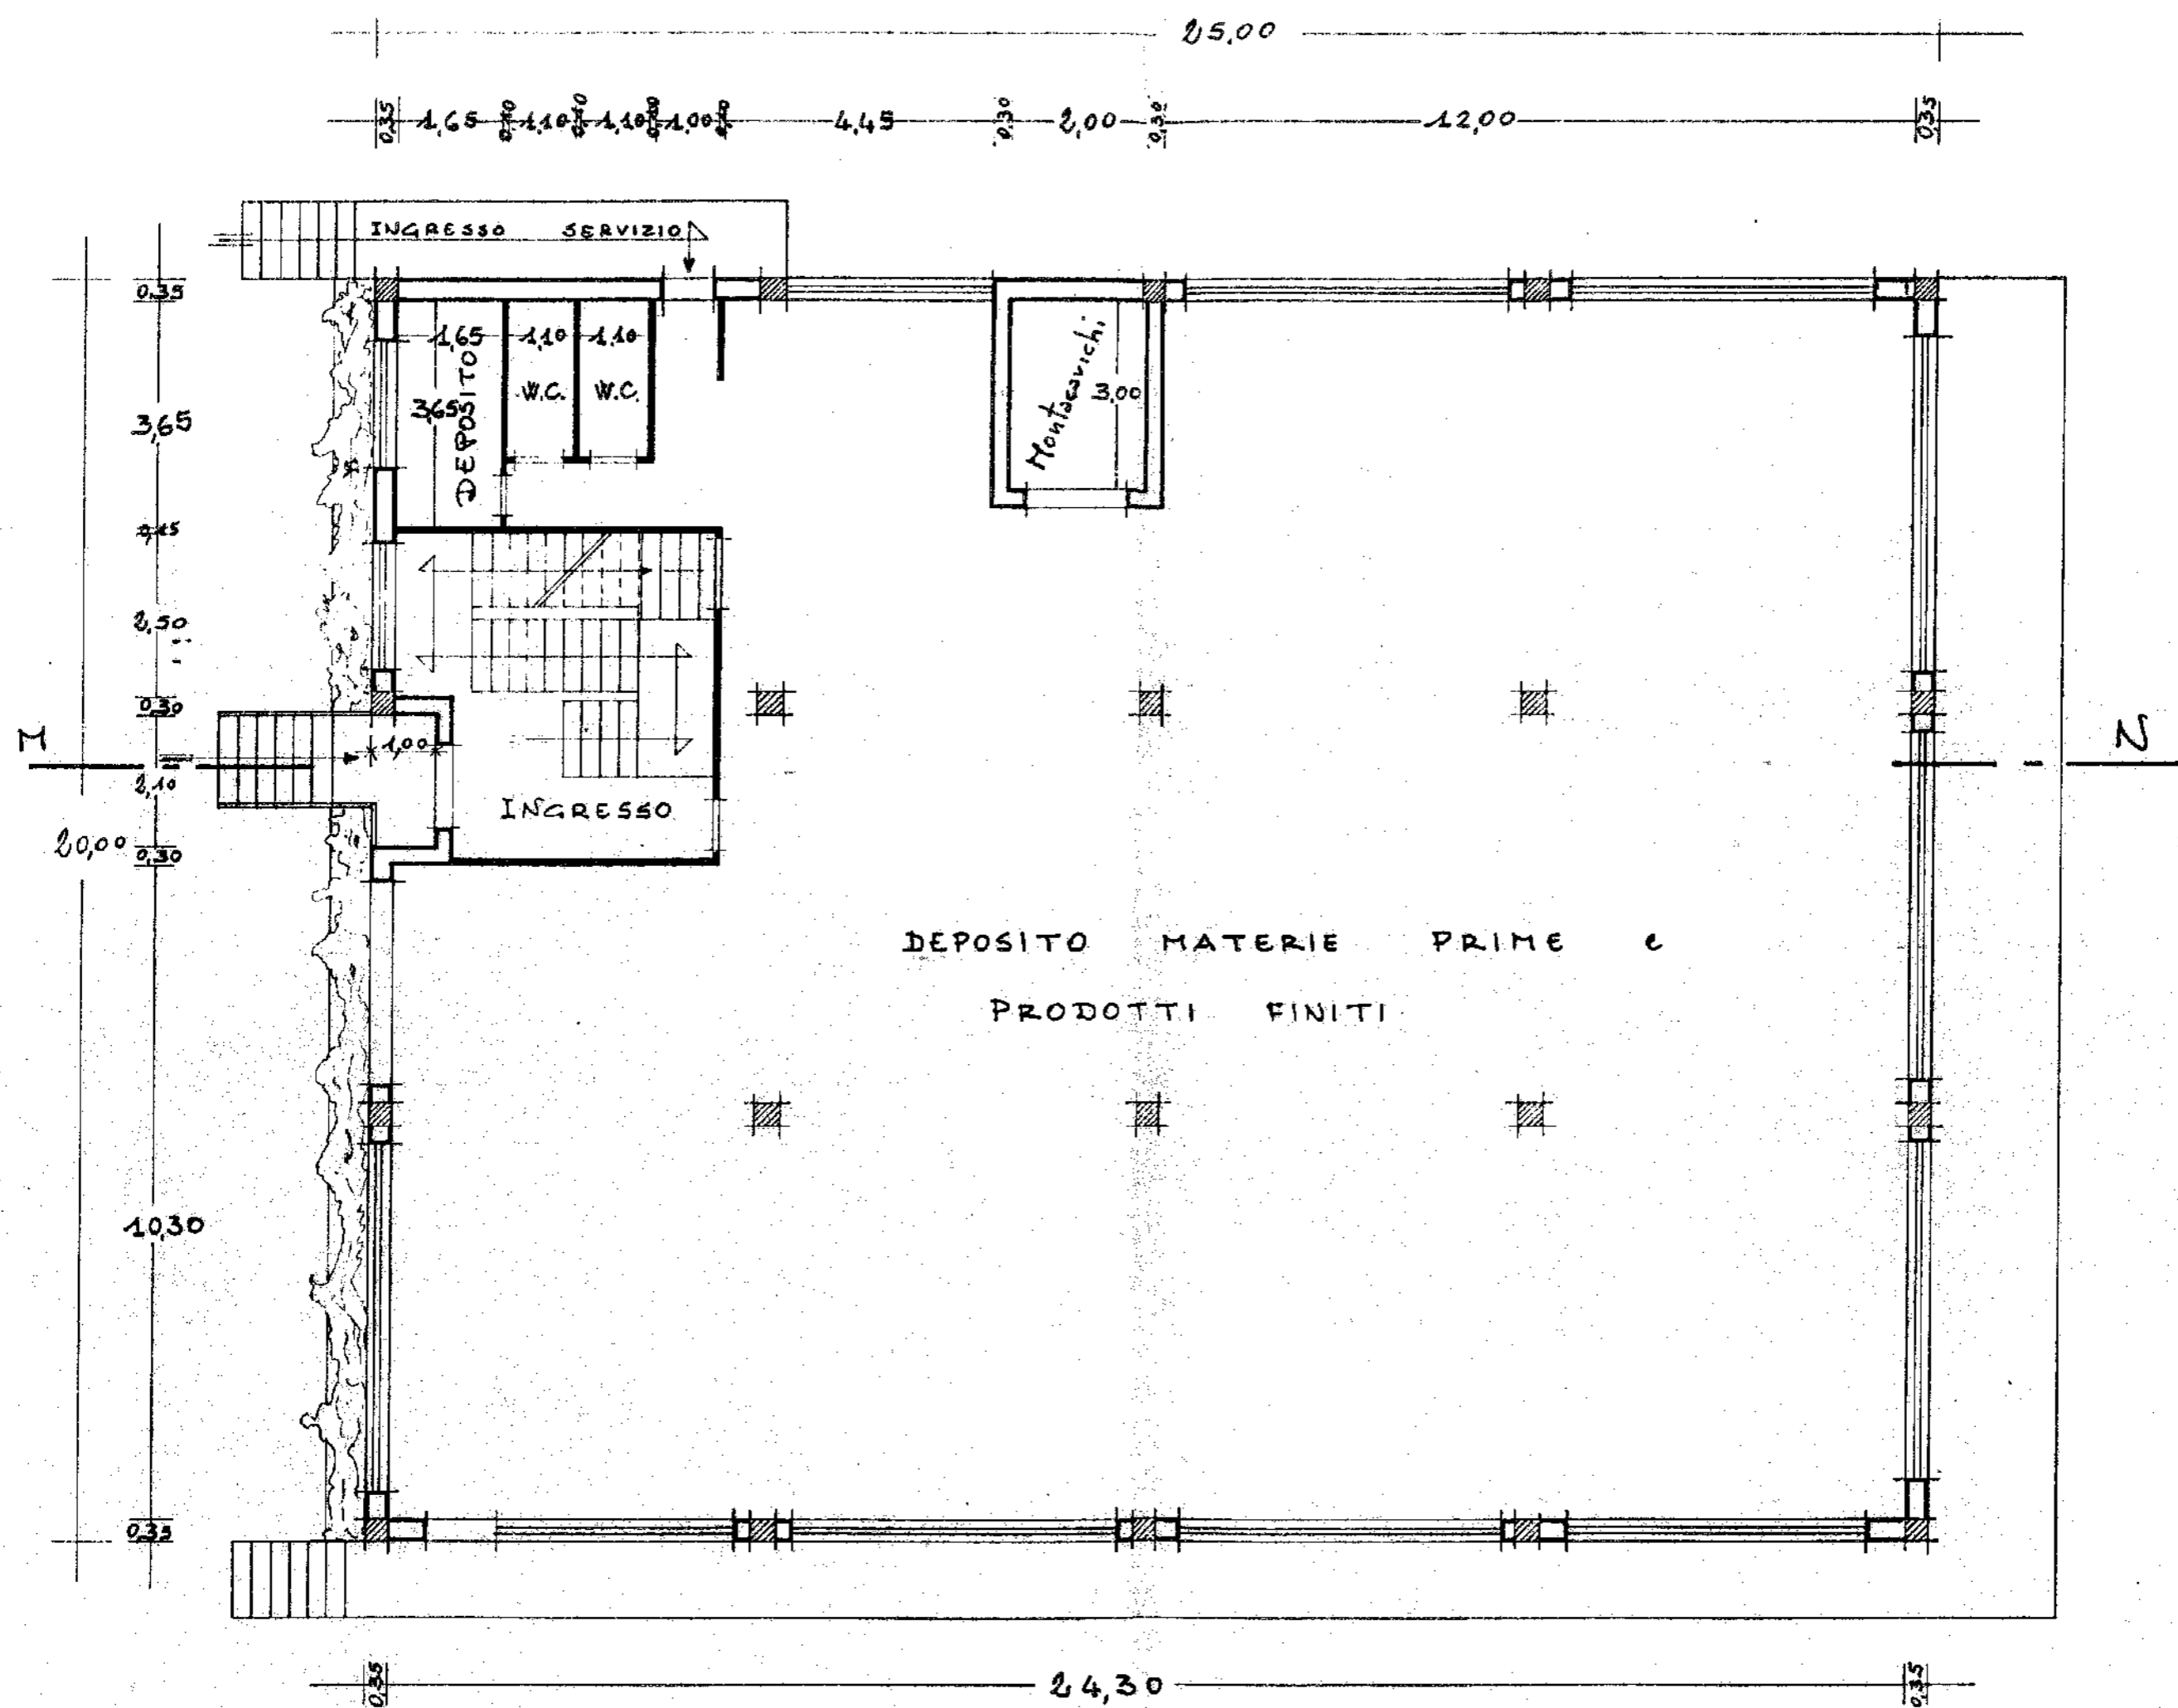 25,00
0,35 1,65 0,10 1,10 0,10 1,10 0,10 1,00 0,10 4,45 0,30 2,00 0,30 12,00 0,35
INGRESSO SERVIZIO
0,35
1,65 1,10 1,10
3,65 DEPOSITO W.C. W.C. Montacarichi 3,00
3,65
0,15
2,50
0,30
1,00
M N
2,10
INGRESSO
20,00 0,30
DEPOSITO MATERIE PRIME e
PRODOTTI FINITI
10,30
0,35
0,35 24,30 0,35